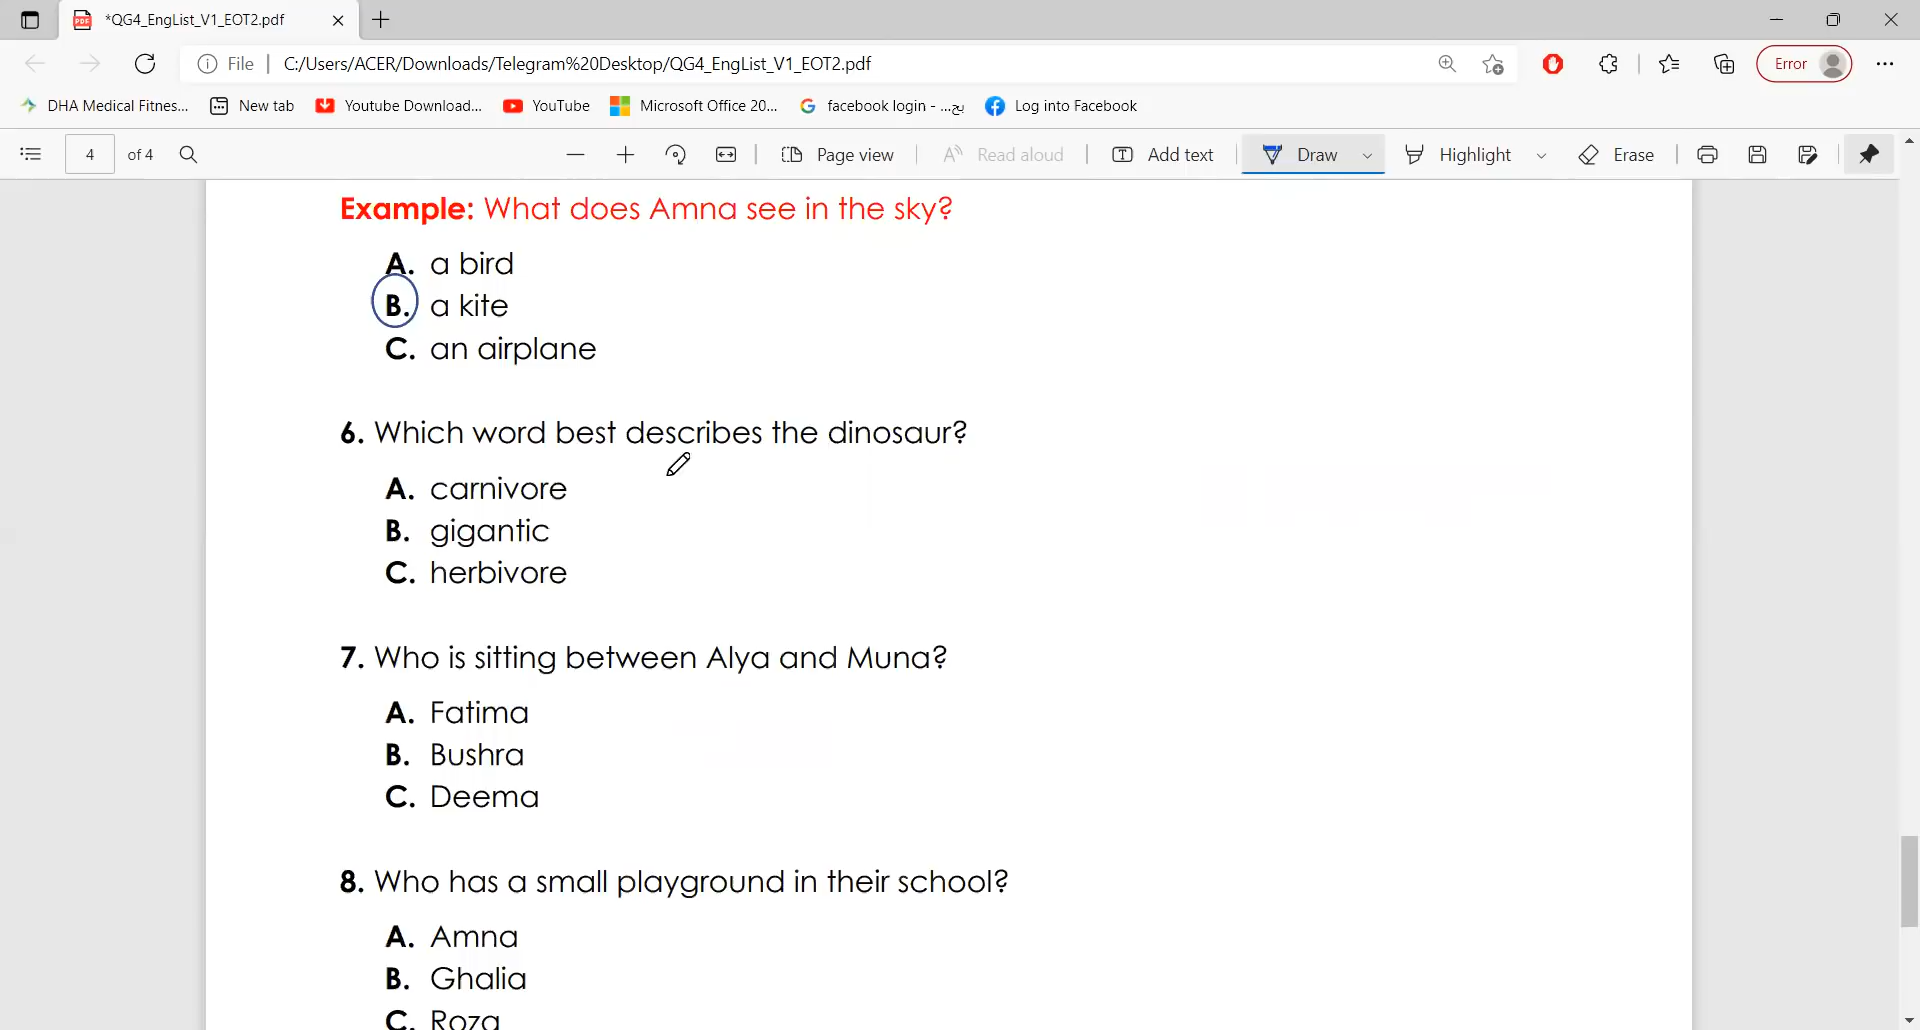 *QG4_EngList_V1_EOT2.pdf
File C:/Users/ACER/Downloads/Telegram%20Desktop/QG4_EngList_V1_EOT2.pdf Error
DHA Medical Fitnes... New tab Youtube Download... YouTube Microsoft Office 20... facebook login - ...بح Log into Facebook
4 of 4 Page view Read aloud Add text Draw Highlight Erase
Example: What does Amna see in the sky?
A. a bird
B. a kite
C. an airplane
6. Which word best describes the dinosaur?
A. carnivore
B. gigantic
C. herbivore
7. Who is sitting between Alya and Muna?
A. Fatima
B. Bushra
C. Deema
8. Who has a small playground in their school?
A. Amna
B. Ghalia
C. Roza